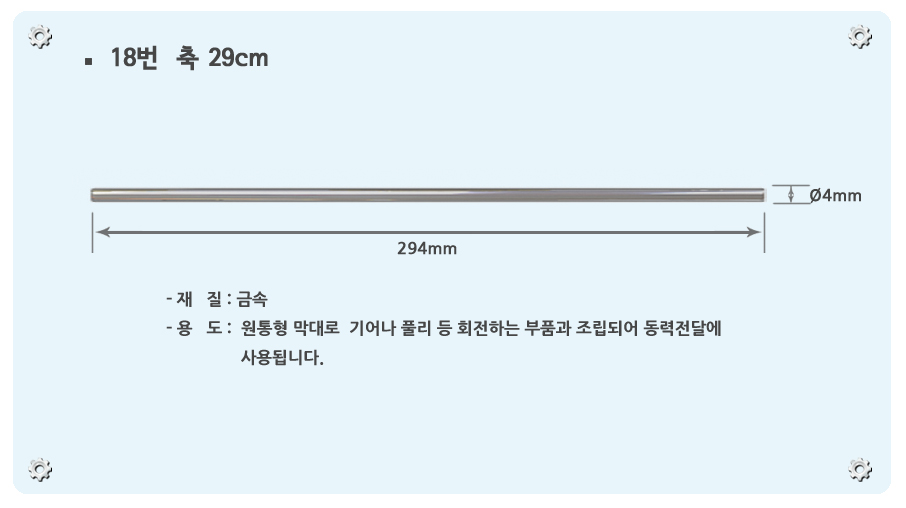 ▪ 18번 축 29cm
Ø4mm
294mm
- 재 질 : 금속
- 용 도 : 원통형 막대로 기어나 풀리 등 회전하는 부품과 조립되어 동력전달에
사용됩니다.